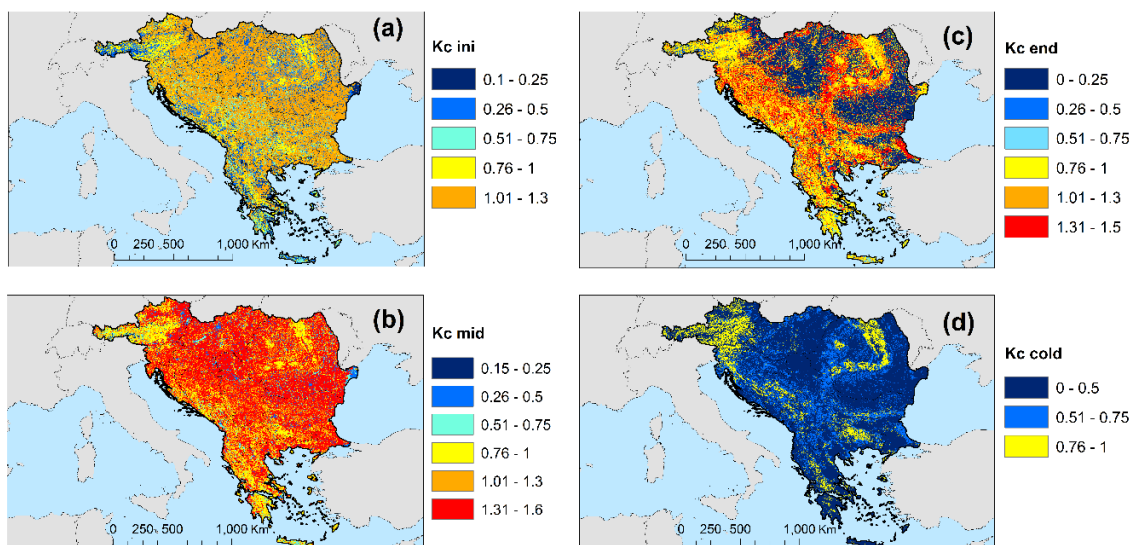 (a)
Kc ini
0.1 - 0.25
0.26 - 0.5
0.51 - 0.75
0.76 - 1
1.01 - 1.3
0 250 500 1,000 Km
(c)
Kc end
0 - 0.25
0.26 - 0.5
0.51 - 0.75
0.76 - 1
1.01 - 1.3
1.31 - 1.5
0 250 500 1,000 Km
(b)
Kc mid
0.15 - 0.25
0.26 - 0.5
0.51 - 0.75
0.76 - 1
1.01 - 1.3
1.31 - 1.6
0 250 500 1,000 Km
(d)
Kc cold
0 - 0.5
0.51 - 0.75
0.76 - 1
0 250 500 1,000 Km